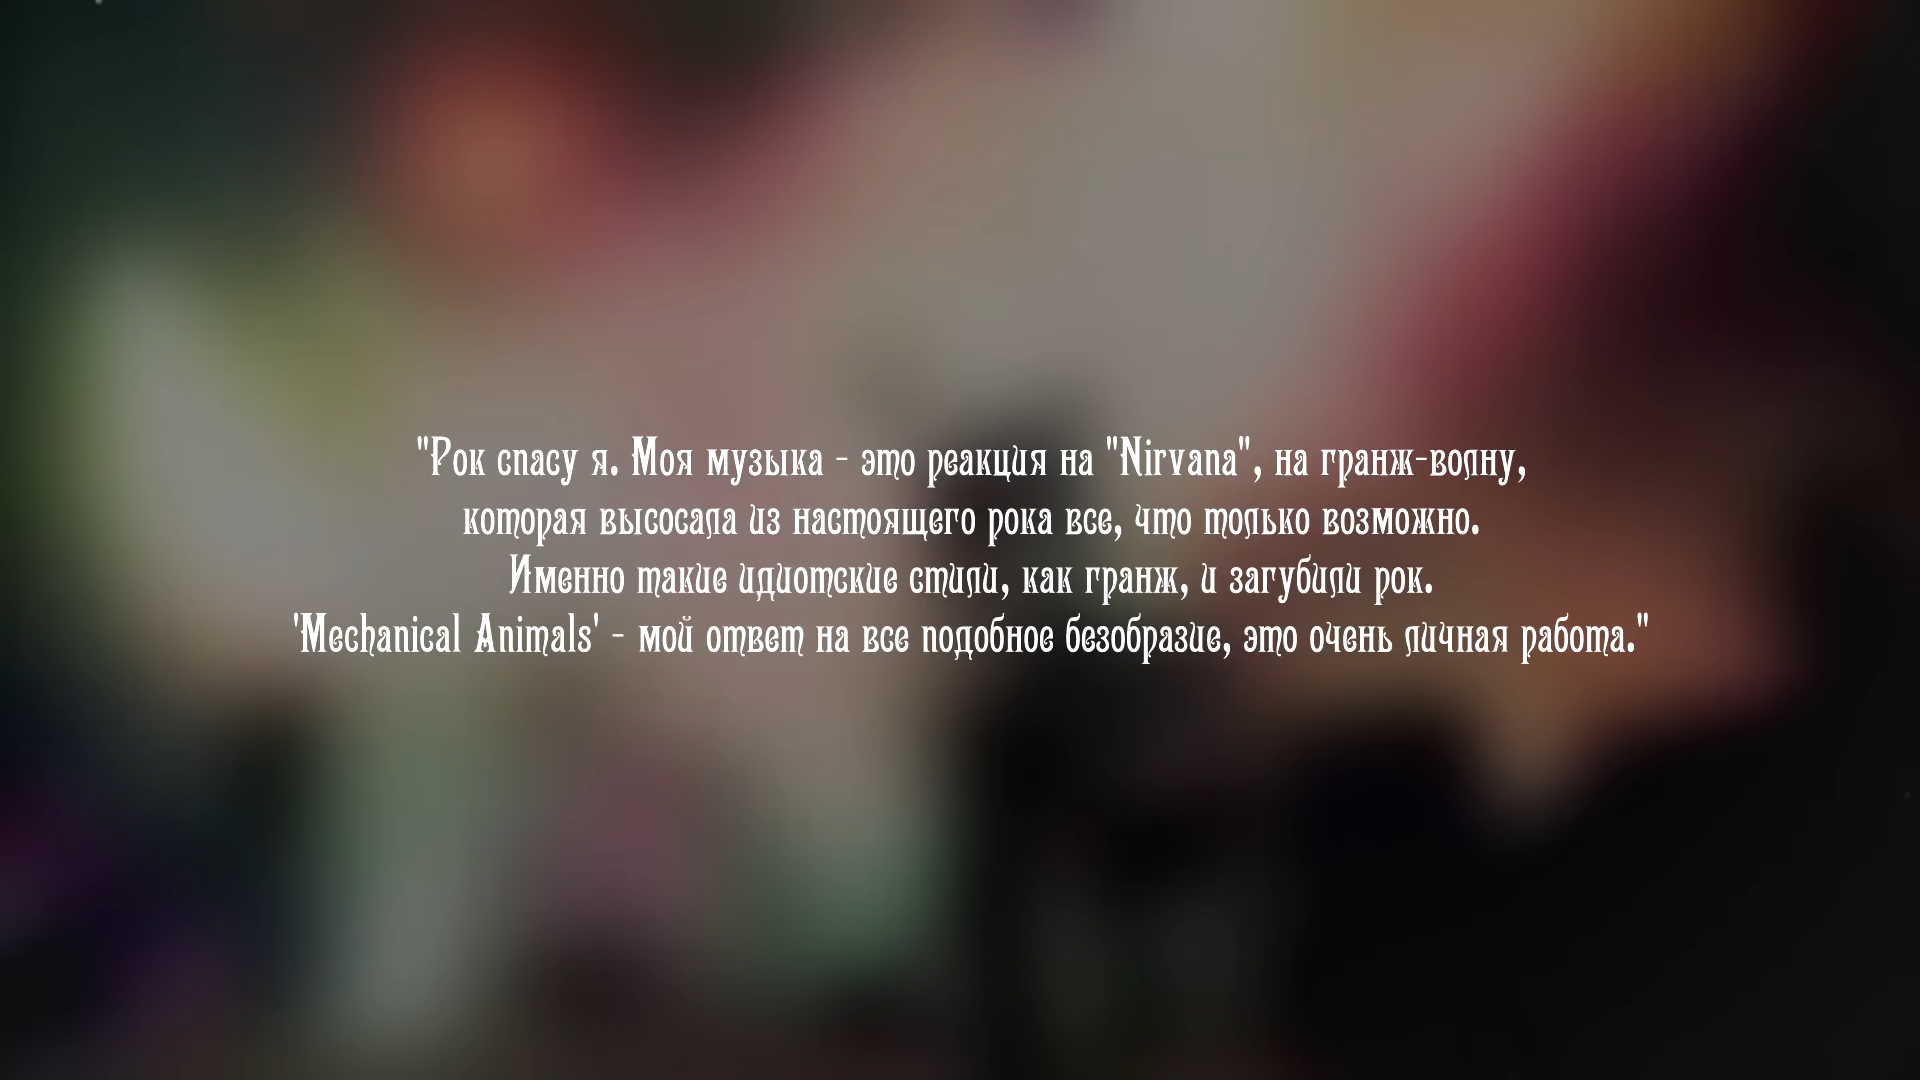 "Рок спасу я. Моя музыка - это реакция на "Nirvana", на гранж-волну,
которая высосала из настоящего рока все, что только возможно.
Именно такие идиотские стили, как гранж, и загубили рок.
'Mechanical Animals' - мой ответ на все подобное безобразие, это очень личная работа."